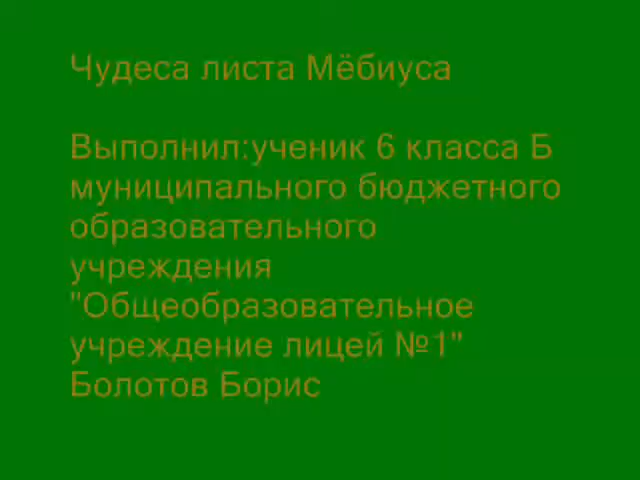 Чудеса листа Мёбиуса
Выполнил:ученик 6 класса Б
муниципального бюджетного
образовательного
учреждения
"Общеобразовательное
учреждение лицей №1"
Болотов Борис